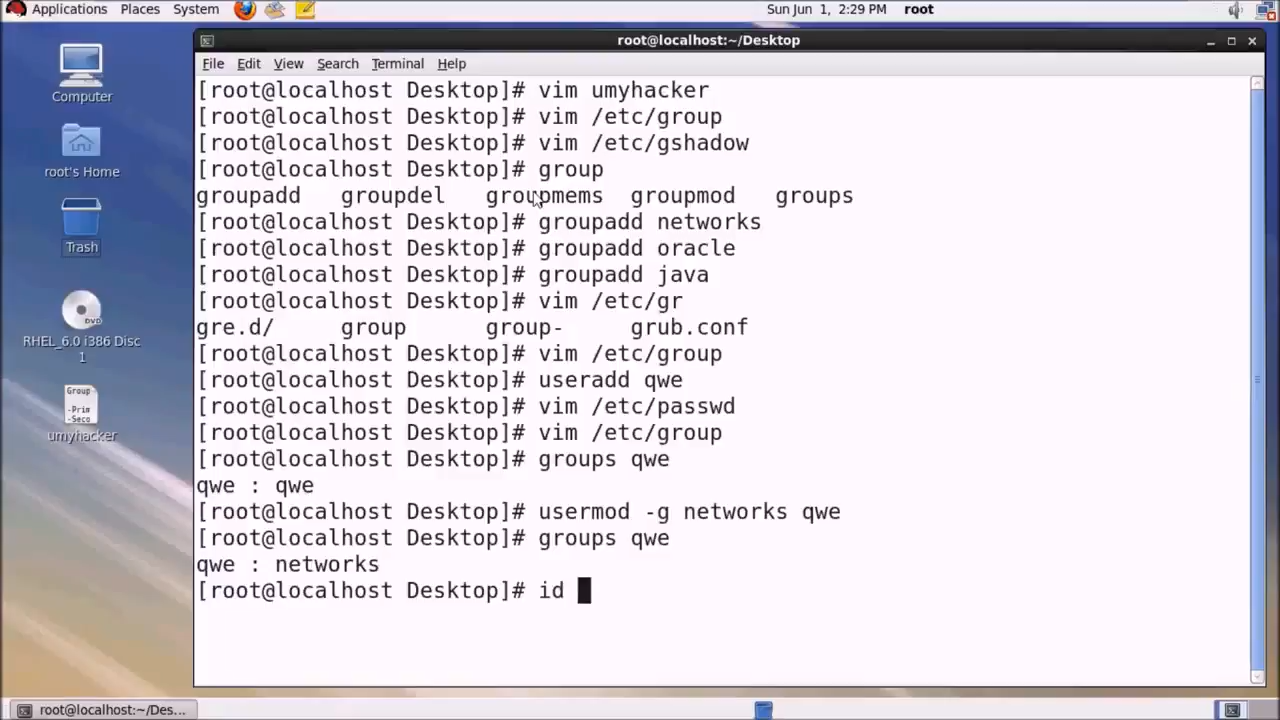 Applications Places System Sun Jun 1, 2:29 PM root
root@localhost:~/Desktop
File Edit View Search Terminal Help
[root@localhost Desktop]# vim umyhacker
[root@localhost Desktop]# vim /etc/group
[root@localhost Desktop]# vim /etc/gshadow
[root@localhost Desktop]# group
groupadd groupdel groupmems groupmod groups
[root@localhost Desktop]# groupadd networks
[root@localhost Desktop]# groupadd oracle
[root@localhost Desktop]# groupadd java
[root@localhost Desktop]# vim /etc/gr
gre.d/ group group- grub.conf
[root@localhost Desktop]# vim /etc/group
[root@localhost Desktop]# useradd qwe
[root@localhost Desktop]# vim /etc/passwd
[root@localhost Desktop]# vim /etc/group
[root@localhost Desktop]# groups qwe
qwe : qwe
[root@localhost Desktop]# usermod -g networks qwe
[root@localhost Desktop]# groups qwe
qwe : networks
[root@localhost Desktop]# id
Computer
root's Home
Trash
DVD
RHEL_6.0 i386 Disc
1
Group
-Prim
-Seco
umyhacker
root@localhost:~/Des...